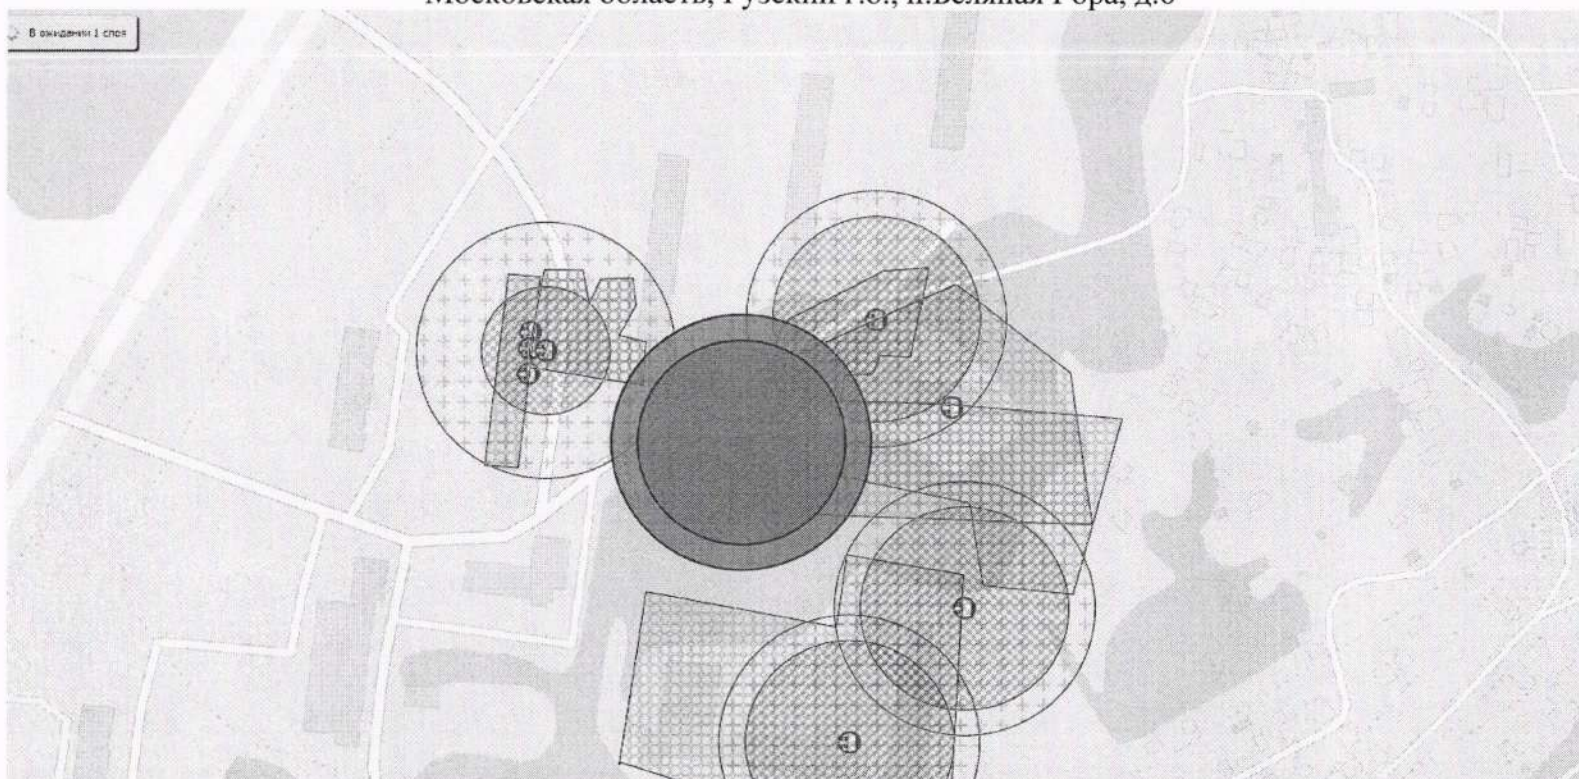 Московская область, Рузский г.о., п.Беляная Гора, д.6
В ожидании 1 слоя